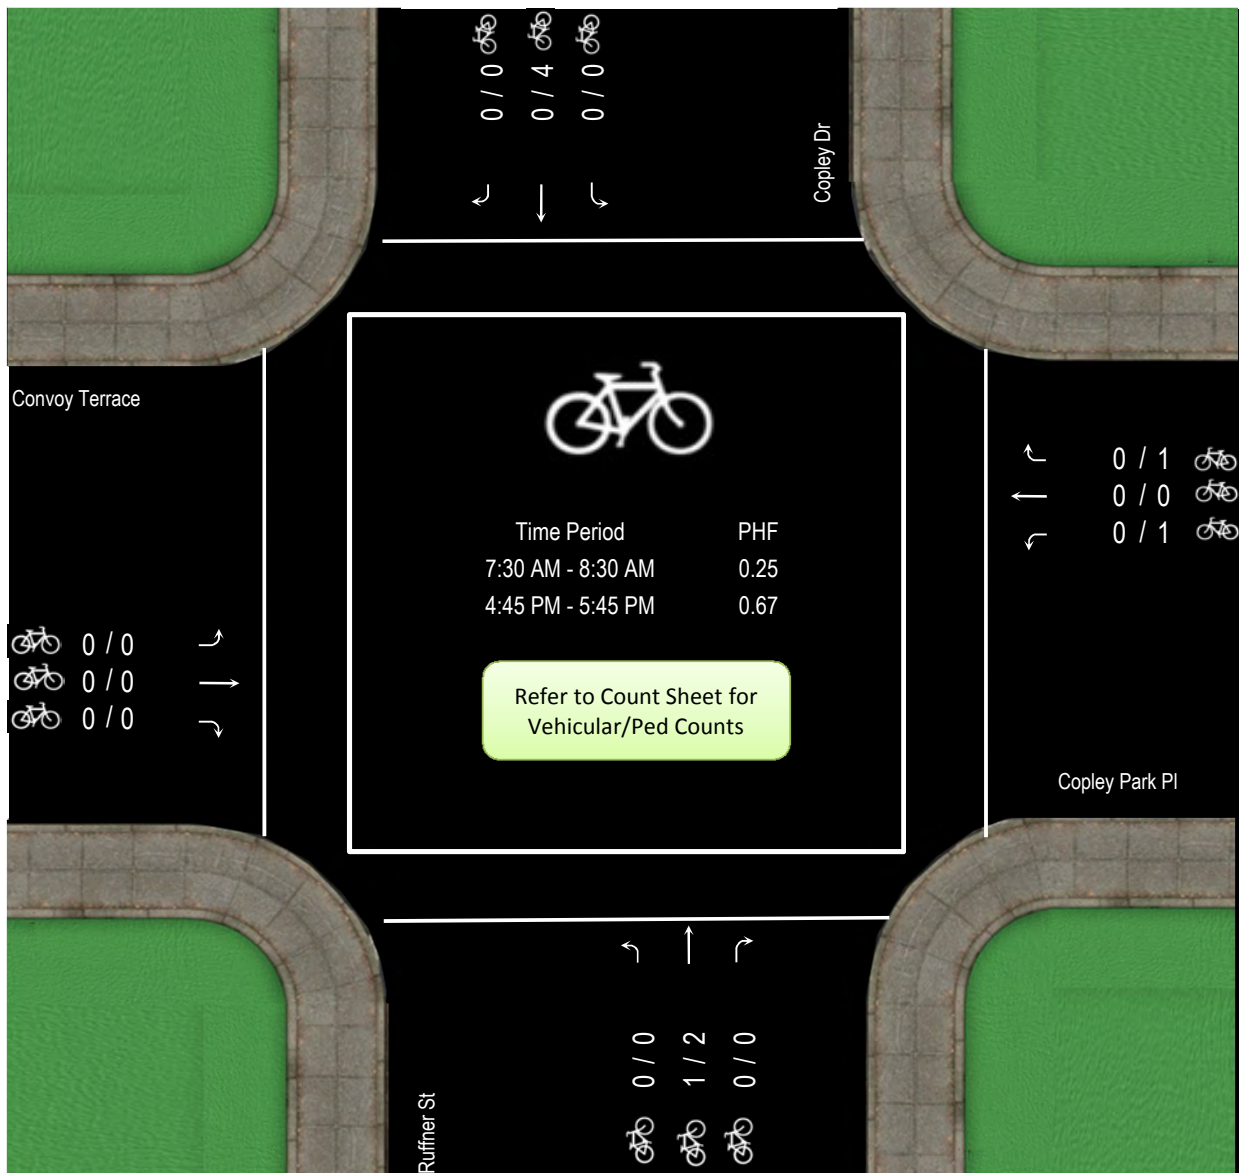 0 / 0
0 / 4
0 / 0
Copley Dr
Convoy Terrace
0 / 1
0 / 0
0 / 1
Time Period PHF
7:30 AM - 8:30 AM 0.25
4:45 PM - 5:45 PM 0.67
0 / 0
0 / 0
0 / 0
Refer to Count Sheet for
Vehicular/Ped Counts
Copley Park Pl
0 / 0
1 / 2
0 / 0
Ruffner St